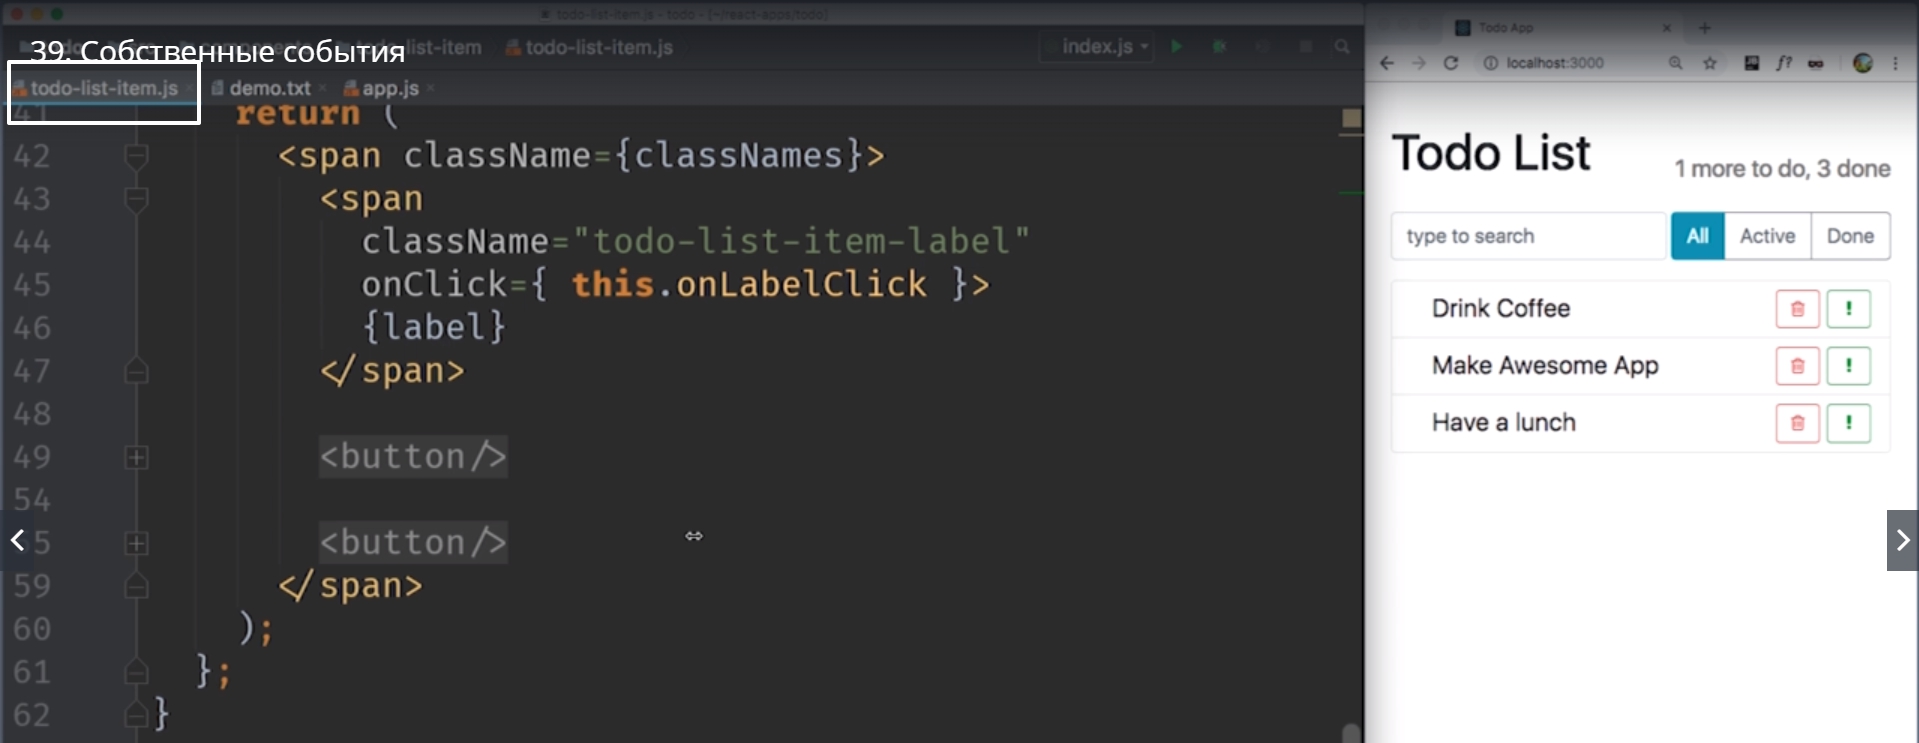 todo-list-item.js - todo - [~/react-apps/todo]
39. Собственные события
list-item
todo-list-item.js
index.js
todo-list-item.js
demo.txt
app.js
41 return (
42 <span className={classNames}>
43 <span
44 className="todo-list-item-label"
45 onClick={ this.onLabelClick }>
46 {label}
47 </span>
48
49 <button/>
54
5 <button/>
59 </span>
60 );
61 };
62 }
Todo App
localhost:3000
f?
Todo List
1 more to do, 3 done
type to search
All
Active
Done
Drink Coffee
!
Make Awesome App
!
Have a lunch
!